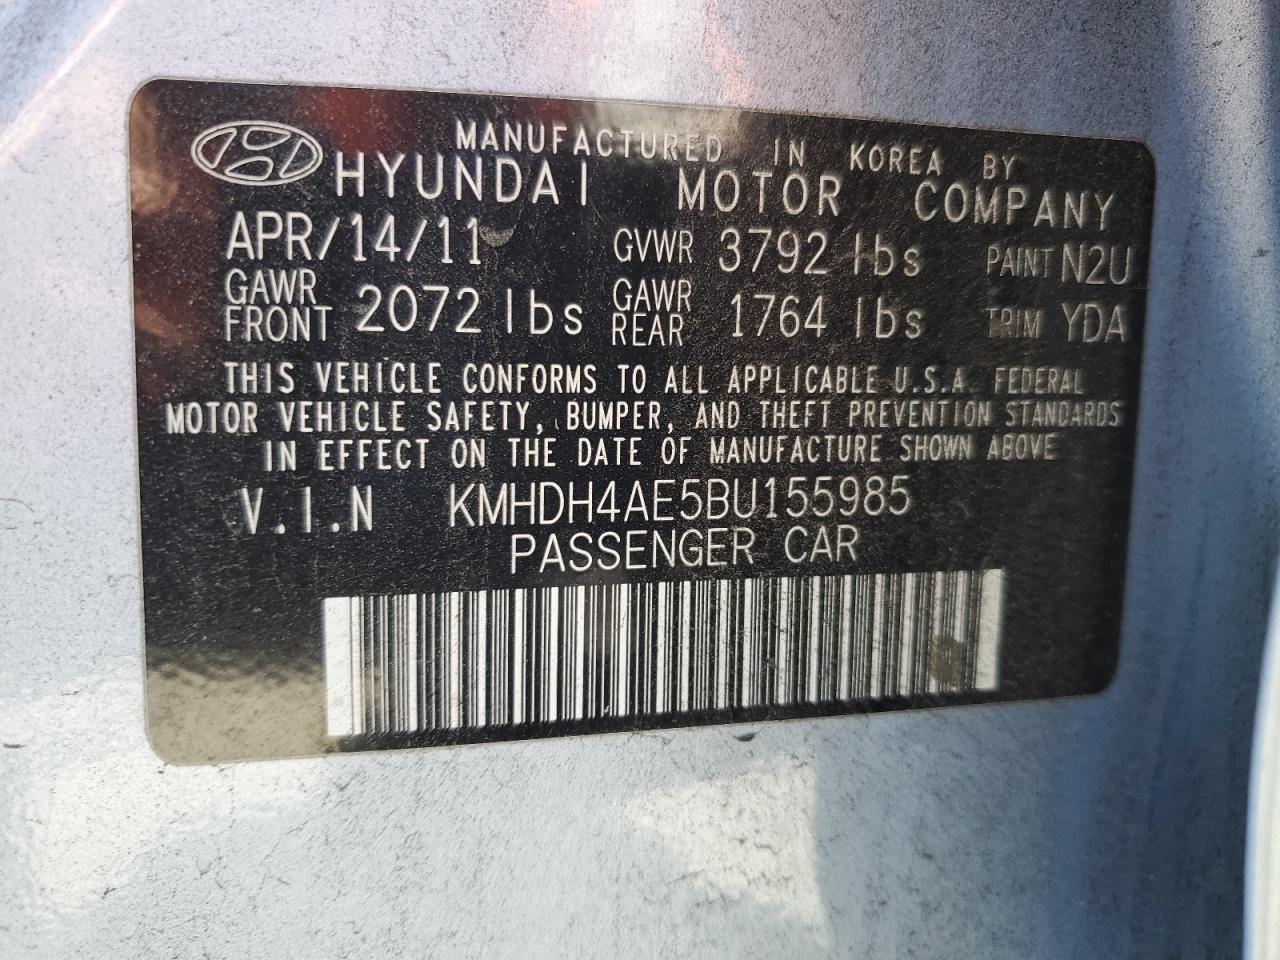 MANUFACTURED IN KOREA BY
HYUNDAI MOTOR COMPANY
APR/14/11 GVWR 3792 lbs PAINT N2U
GAWR FRONT 2072 lbs GAWR REAR 1764 lbs TRIM YDA
THIS VEHICLE CONFORMS TO ALL APPLICABLE U.S.A. FEDERAL
MOTOR VEHICLE SAFETY, BUMPER, AND THEFT PREVENTION STANDARDS
IN EFFECT ON THE DATE OF MANUFACTURE SHOWN ABOVE
V.I.N KMHDH4AE5BU155985
PASSENGER CAR